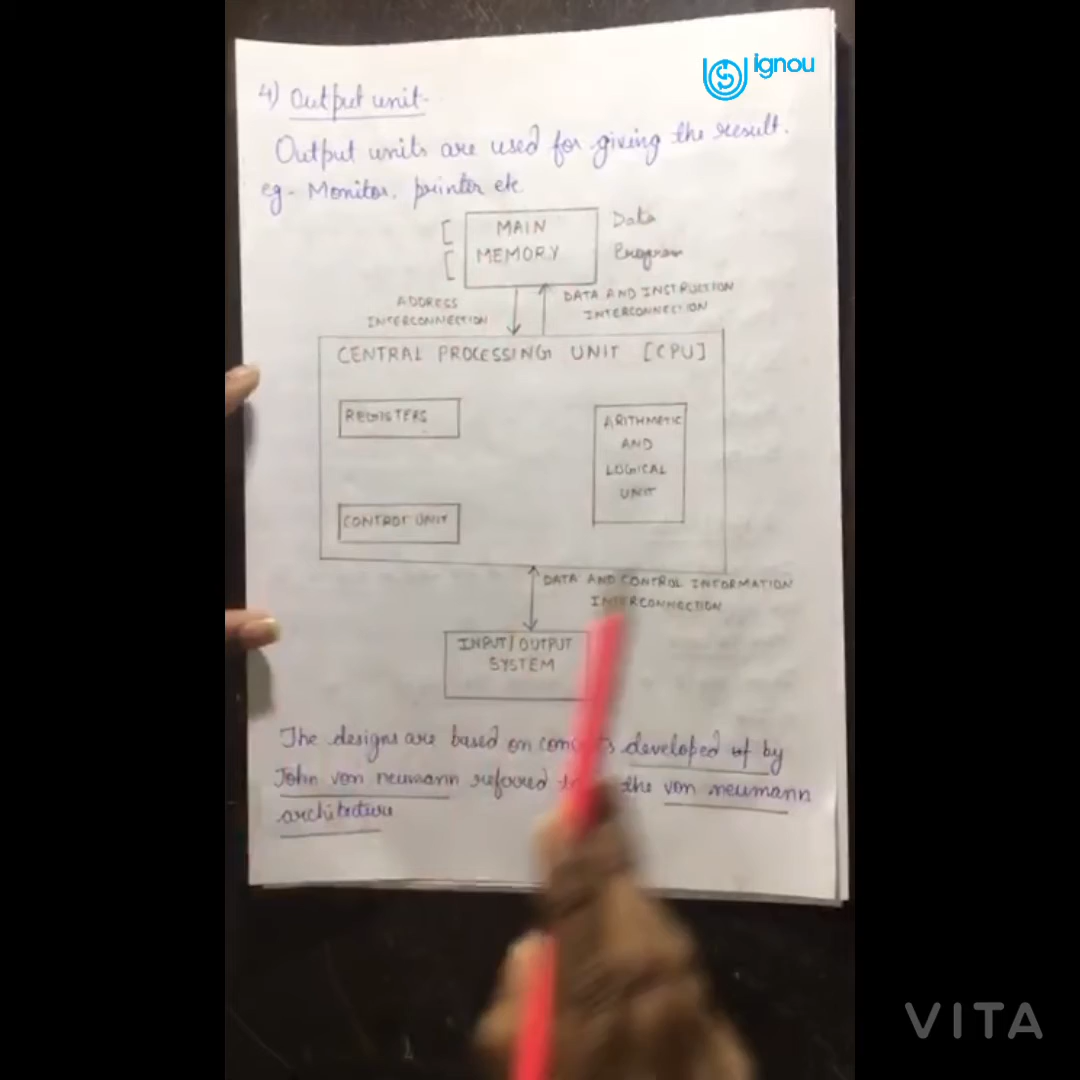 ignou
4) Output unit-
Output units are used for giving the result.
eg- Monitor, printer etc
MAIN
MEMORY
Data
Program
ADDRESS
INTERCONNECTION
DATA AND INSTRUCTION
INTERCONNECTION
CENTRAL PROCESSING UNIT [CPU]
REGISTERS
ARITHMETIC
AND
LOGICAL
UNIT
CONTROL UNIT
DATA AND CONTROL INFORMATION
INTERCONNECTION
INPUT/OUTPUT
SYSTEM
The designs are based on developed by
John von neumann referred the von neumann
architecture
VITA